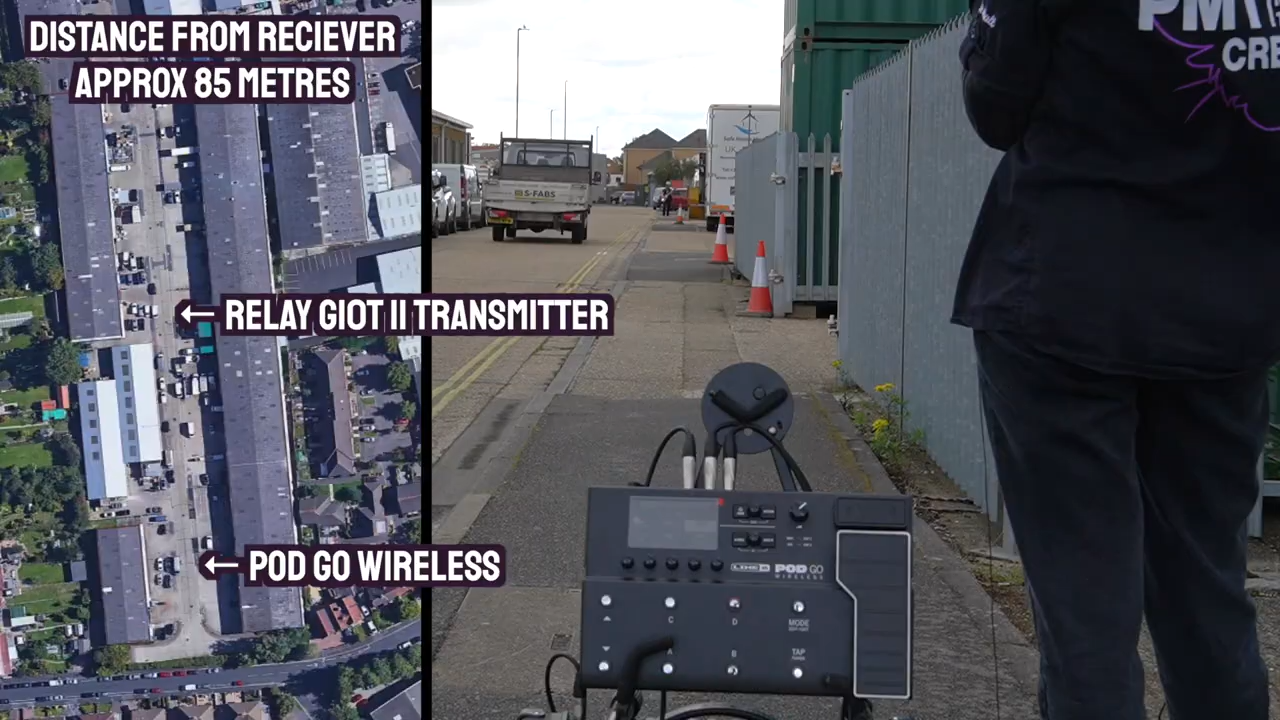 DISTANCE FROM RECIEVER
APPROX 85 METRES
← RELAY G10T II TRANSMITTER
← POD GO WIRELESS
S-FABS
UK
CRE
LINE 6
POD GO
WIRELESS
C
D
MODE
A
B
TAP